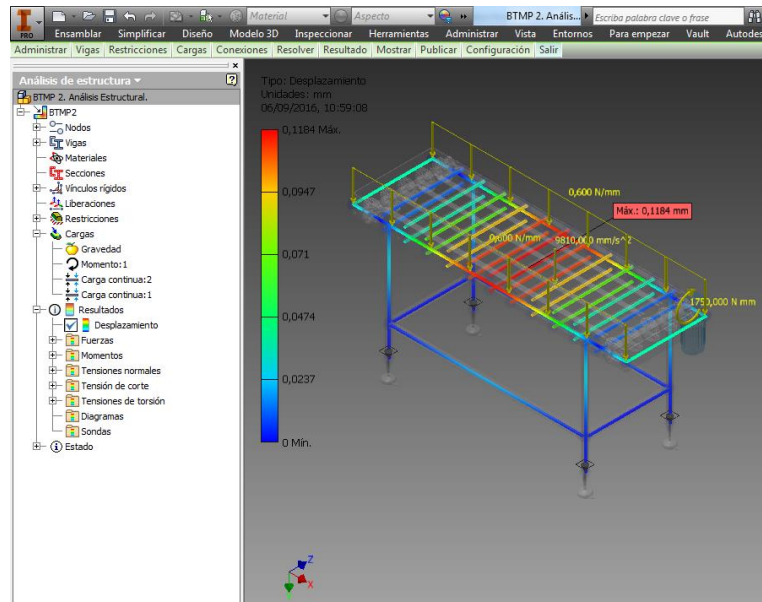 PRO
Material
Aspecto
BTMP 2. Anális...
Escriba palabra clave o frase
Ensamblar Simplificar Diseño Modelo 3D Inspeccionar Herramientas Administrar Vista Entornos Para empezar Vault Autodes
Administrar Vigas Restricciones Cargas Conexiones Resolver Resultado Mostrar Publicar Configuración Salir
Análisis de estructura
BTMP 2. Análisis Estructural.
BTMP2
Nodos
Vigas
Materiales
Secciones
Vínculos rígidos
Liberaciones
Restricciones
Cargas
Gravedad
Momento:1
Carga continua:2
Carga continua:1
Resultados
Desplazamiento
Fuerzas
Momentos
Tensiones normales
Tensión de corte
Tensiones de torsión
Diagramas
Sondas
Estado
Tipo: Desplazamiento
Unidades: mm
06/09/2016, 10:59:08
0,1184 Máx.
0,0947
0,071
0,0474
0,0237
0 Mín.
0,600 N/mm
Máx.: 0,1184 mm
0,600 N/mm
9810,000 mm/s^2
1750,000 N mm
Z
X